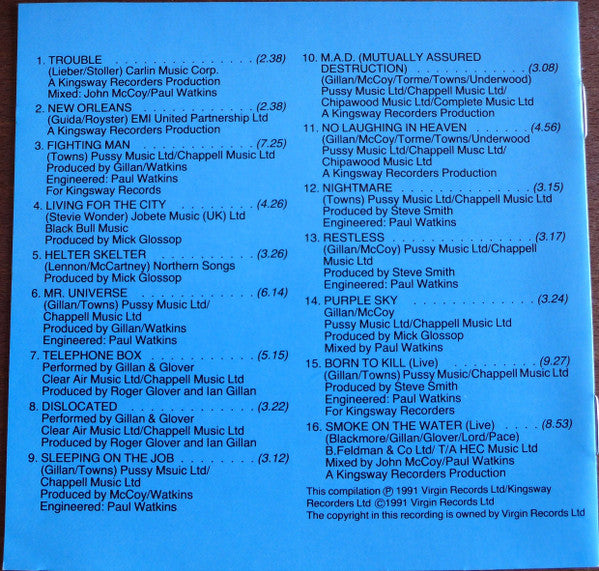 1. TROUBLE . . . . . . . . . . . . . . . . . . (2.38)
(Lieber/Stoller) Carlin Music Corp.
A Kingsway Recorders Production
Mixed: John McCoy/Paul Watkins
2. NEW ORLEANS . . . . . . . . . . . . . (2.38)
(Guida/Royster) EMI United Partnership Ltd
A Kingsway Recorders Production
3. FIGHTING MAN . . . . . . . . . . . . . (7.25)
(Towns) Pussy Music Ltd/Chappell Music Ltd
Produced by Gillan/Watkins
Engineered: Paul Watkins
For Kingsway Records
4. LIVING FOR THE CITY . . . . . . . . . (4.26)
(Stevie Wonder) Jobete Music (UK) Ltd
Black Bull Music
Produced by Mick Glossop
5. HELTER SKELTER . . . . . . . . . . . (3.26)
(Lennon/McCartney) Northern Songs
Produced by Mick Glossop
6. MR. UNIVERSE . . . . . . . . . . . . . (6.14)
(Gillan/Towns) Pussy Music Ltd/
Chappell Music Ltd
Produced by Gillan/Watkins
Engineered: Paul Watkins
7. TELEPHONE BOX . . . . . . . . . . . . (5.15)
Performed by Gillan & Glover
Clear Air Music Ltd/Chappell Music Ltd
Produced by Roger Glover and Ian Gillan
8. DISLOCATED . . . . . . . . . . . . . . (3.22)
Performed by Gillan & Glover
Clear Air Music Ltd/Chappell Music Ltd
Produced by Roger Glover and Ian Gillan
9. SLEEPING ON THE JOB . . . . . . . . (3.12)
(Gillan/Towns) Pussy Msuic Ltd/
Chappell Music Ltd
Produced by McCoy/Watkins
Engineered: Paul Watkins
10. M.A.D. (MUTUALLY ASSURED
DESTRUCTION) . . . . . . . . . . . . . (3.08)
(Gillan/McCoy/Torme/Towns/Underwood)
Pussy Music Ltd/Chappell Music Ltd/
Chipawood Music Ltd/Complete Music Ltd
A Kingsway Recorders Production
11. NO LAUGHING IN HEAVEN . . . . . . (4.56)
(Gillan/McCoy/Torme/Towns/Underwood
Pussy Music Ltd/Chappell Musc Ltd/
Chipawood Music Ltd
A Kingsway Recorders Production
12. NIGHTMARE . . . . . . . . . . . . . . . (3.15)
(Towns) Pussy Music Ltd/Chappell Music Ltd
Produced by Steve Smith
Engineered: Paul Watkins
13. RESTLESS . . . . . . . . . . . . . . . . (3.17)
(Gillan/McCoy) Pussy Music Ltd/Chappell
Music Ltd
Produced by Steve Smith
Engineered: Paul Watkins
14. PURPLE SKY . . . . . . . . . . . . . . (3.24)
Gillan/McCoy
Pussy Music Ltd/Chappell Music Ltd
Produced by Mick Glossop
Mixed by Paul Watkins
15. BORN TO KILL (Live) . . . . . . . . . . (9.27)
(Gillan/Towns) Pussy Music/Chappell Music Ltd
Produced by Steve Smith
Engineered: Paul Watkins
For Kingsway Recorders
16. SMOKE ON THE WATER (Live) . . . . (8.53)
(Blackmore/Gillan/Glover/Lord/Pace)
B.Feldman & Co Ltd/ T/A HEC Music Ltd
Mixed by John McCoy/Paul Watkins
A Kingsway Recorders Production
This compilation Ⓟ 1991 Virgin Records Ltd/Kingsway
Recorders Ltd ©1991 Virgin Records Ltd
The copyright in this recording is owned by Virgin Records Ltd